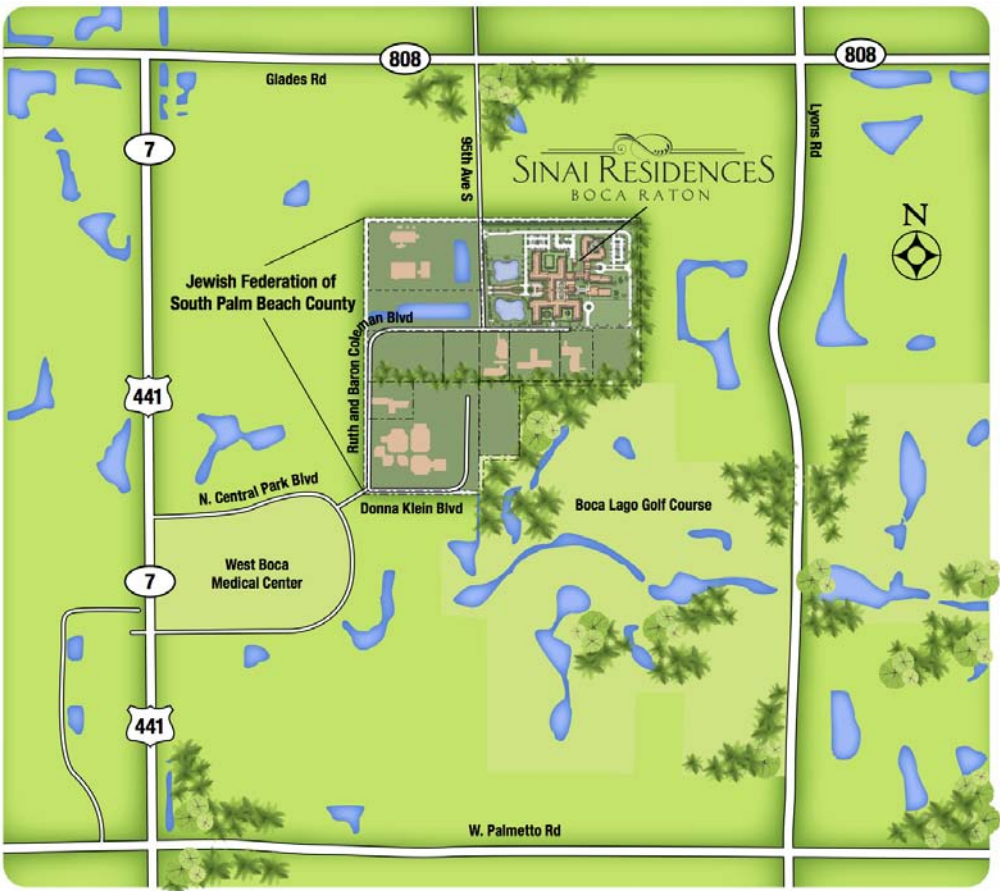 808
808
Glades Rd
7
95th Ave S
Lyons Rd
SINAI RESIDENCES
BOCA RATON
N
Jewish Federation of
South Palm Beach County
Ruth and Baron Coleman Blvd
441
N. Central Park Blvd
Donna Klein Blvd
Boca Lago Golf Course
West Boca
Medical Center
7
441
W. Palmetto Rd